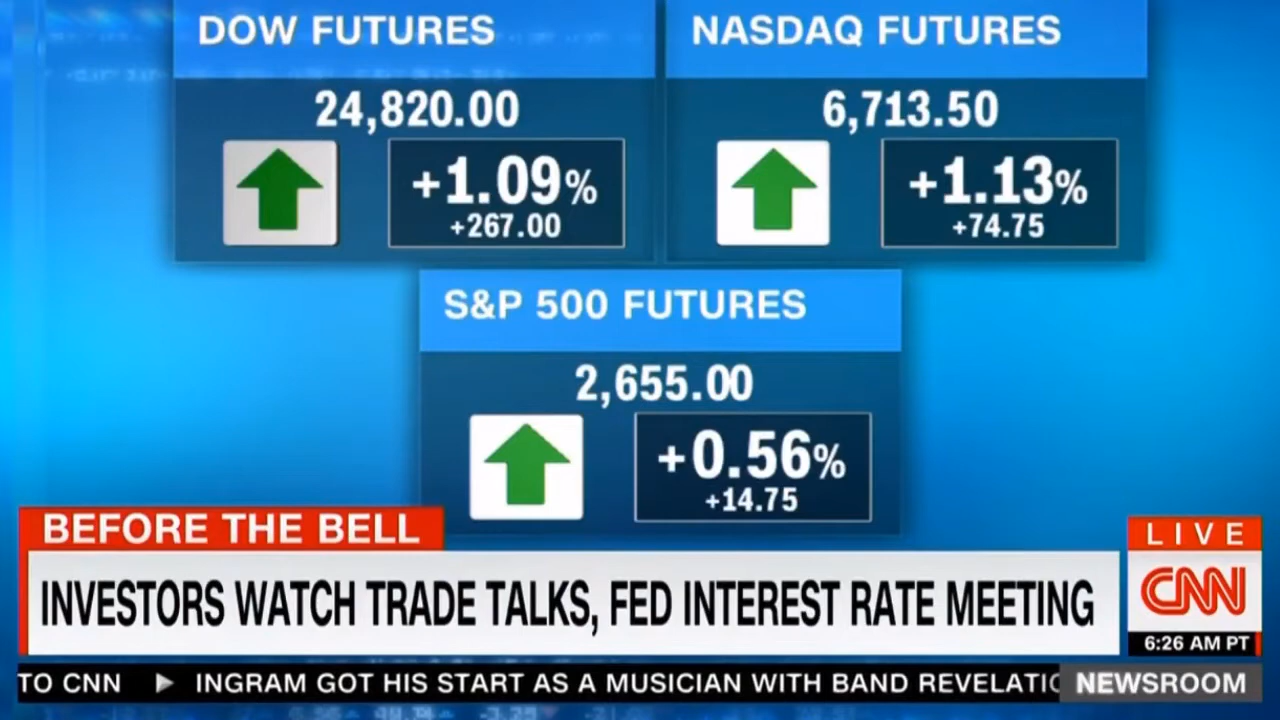 DOW FUTURES
24,820.00
+1.09%
+267.00
NASDAQ FUTURES
6,713.50
+1.13%
+74.75
S&P 500 FUTURES
2,655.00
+0.56%
+14.75
BEFORE THE BELL
INVESTORS WATCH TRADE TALKS, FED INTEREST RATE MEETING
LIVE
CNN
6:26 AM PT
TO CNN ▶ INGRAM GOT HIS START AS A MUSICIAN WITH BAND
NEWSROOM